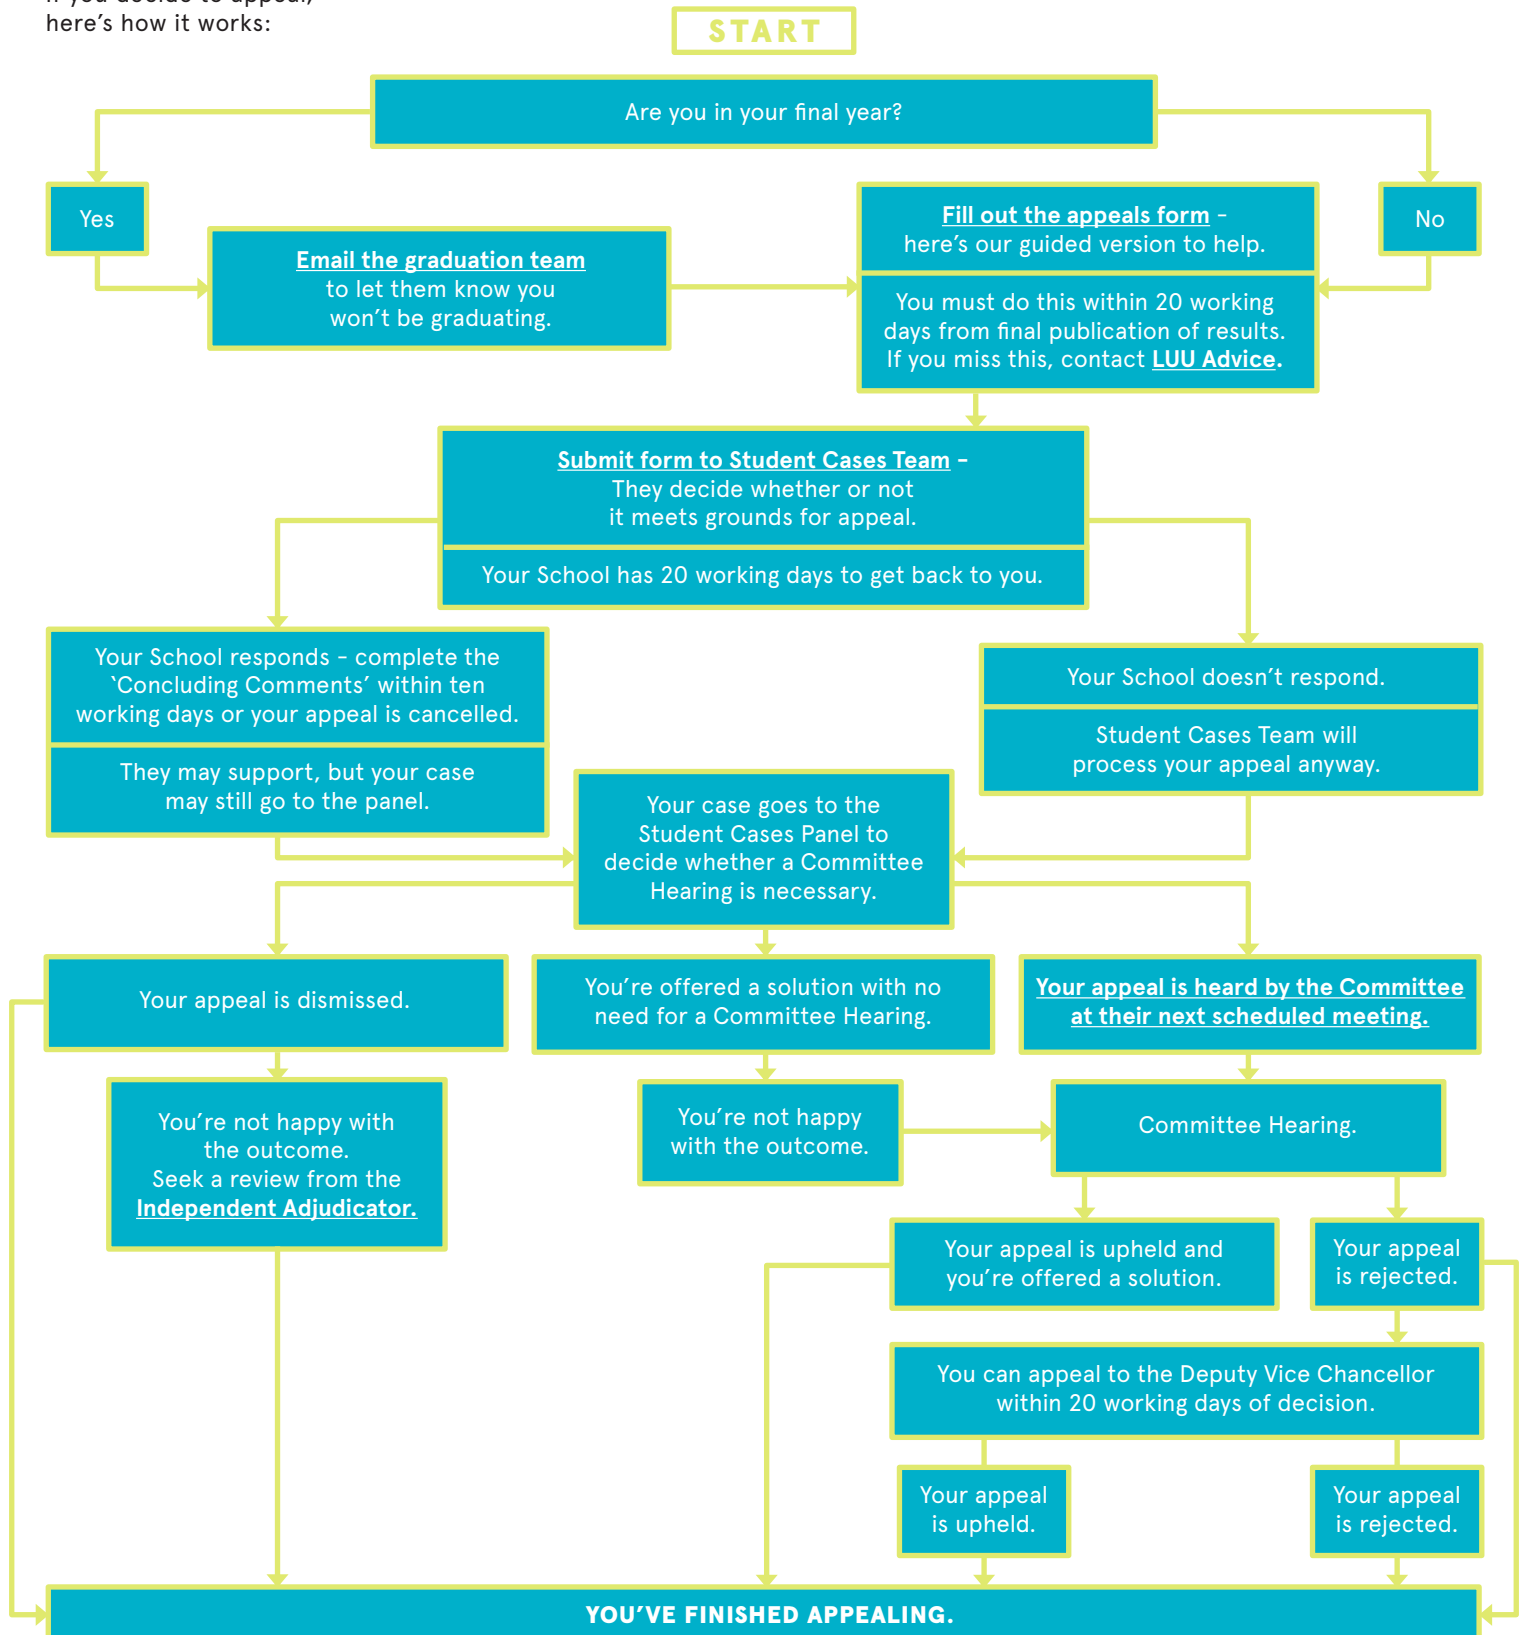 if you decide to appeal,
here's how it works:
START
Are you in your final year?
Yes
No
Email the graduation team
to let them know you
won't be graduating.
Fill out the appeals form -
here's our guided version to help.
You must do this within 20 working
days from final publication of results.
If you miss this, contact LUU Advice.
Submit form to Student Cases Team -
They decide whether or not
it meets grounds for appeal.
Your School has 20 working days to get back to you.
Your School responds - complete the
‘Concluding Comments’ within ten
working days or your appeal is cancelled.
They may support, but your case
may still go to the panel.
Your School doesn't respond.
Student Cases Team will
process your appeal anyway.
Your case goes to the
Student Cases Panel to
decide whether a Committee
Hearing is necessary.
Your appeal is dismissed.
You're offered a solution with no
need for a Committee Hearing.
Your appeal is heard by the Committee
at their next scheduled meeting.
You're not happy with
the outcome.
Seek a review from the
Independent Adjudicator.
You're not happy
with the outcome.
Committee Hearing.
Your appeal is upheld and
you're offered a solution.
Your appeal
is rejected.
You can appeal to the Deputy Vice Chancellor
within 20 working days of decision.
Your appeal
is upheld.
Your appeal
is rejected.
YOU'VE FINISHED APPEALING.